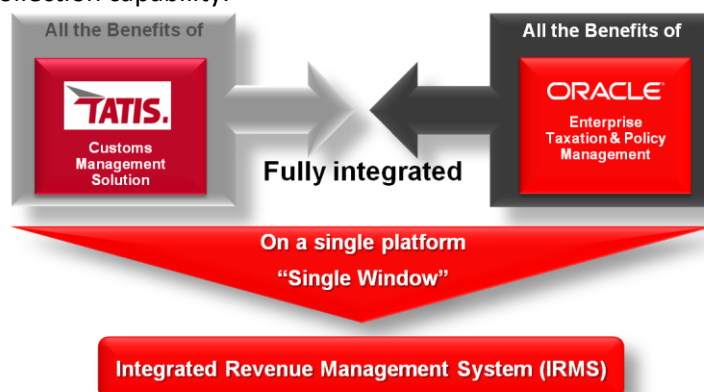 ollection capability.
All the Benefits of
TATIS.
Customs
Management
Solution
All the Benefits of
ORACLE®
Enterprise
Taxation & Policy
Management
Fully integrated
On a single platform
“Single Window”
Integrated Revenue Management System (IRMS)